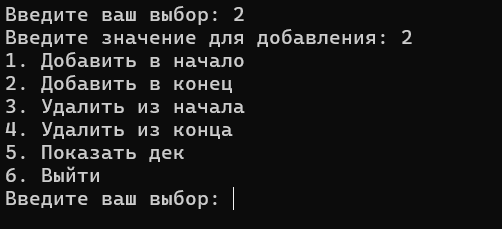 Введите ваш выбор: 2
Введите значение для добавления: 2
1. Добавить в начало
2. Добавить в конец
3. Удалить из начала
4. Удалить из конца
5. Показать дек
6. Выйти
Введите ваш выбор: